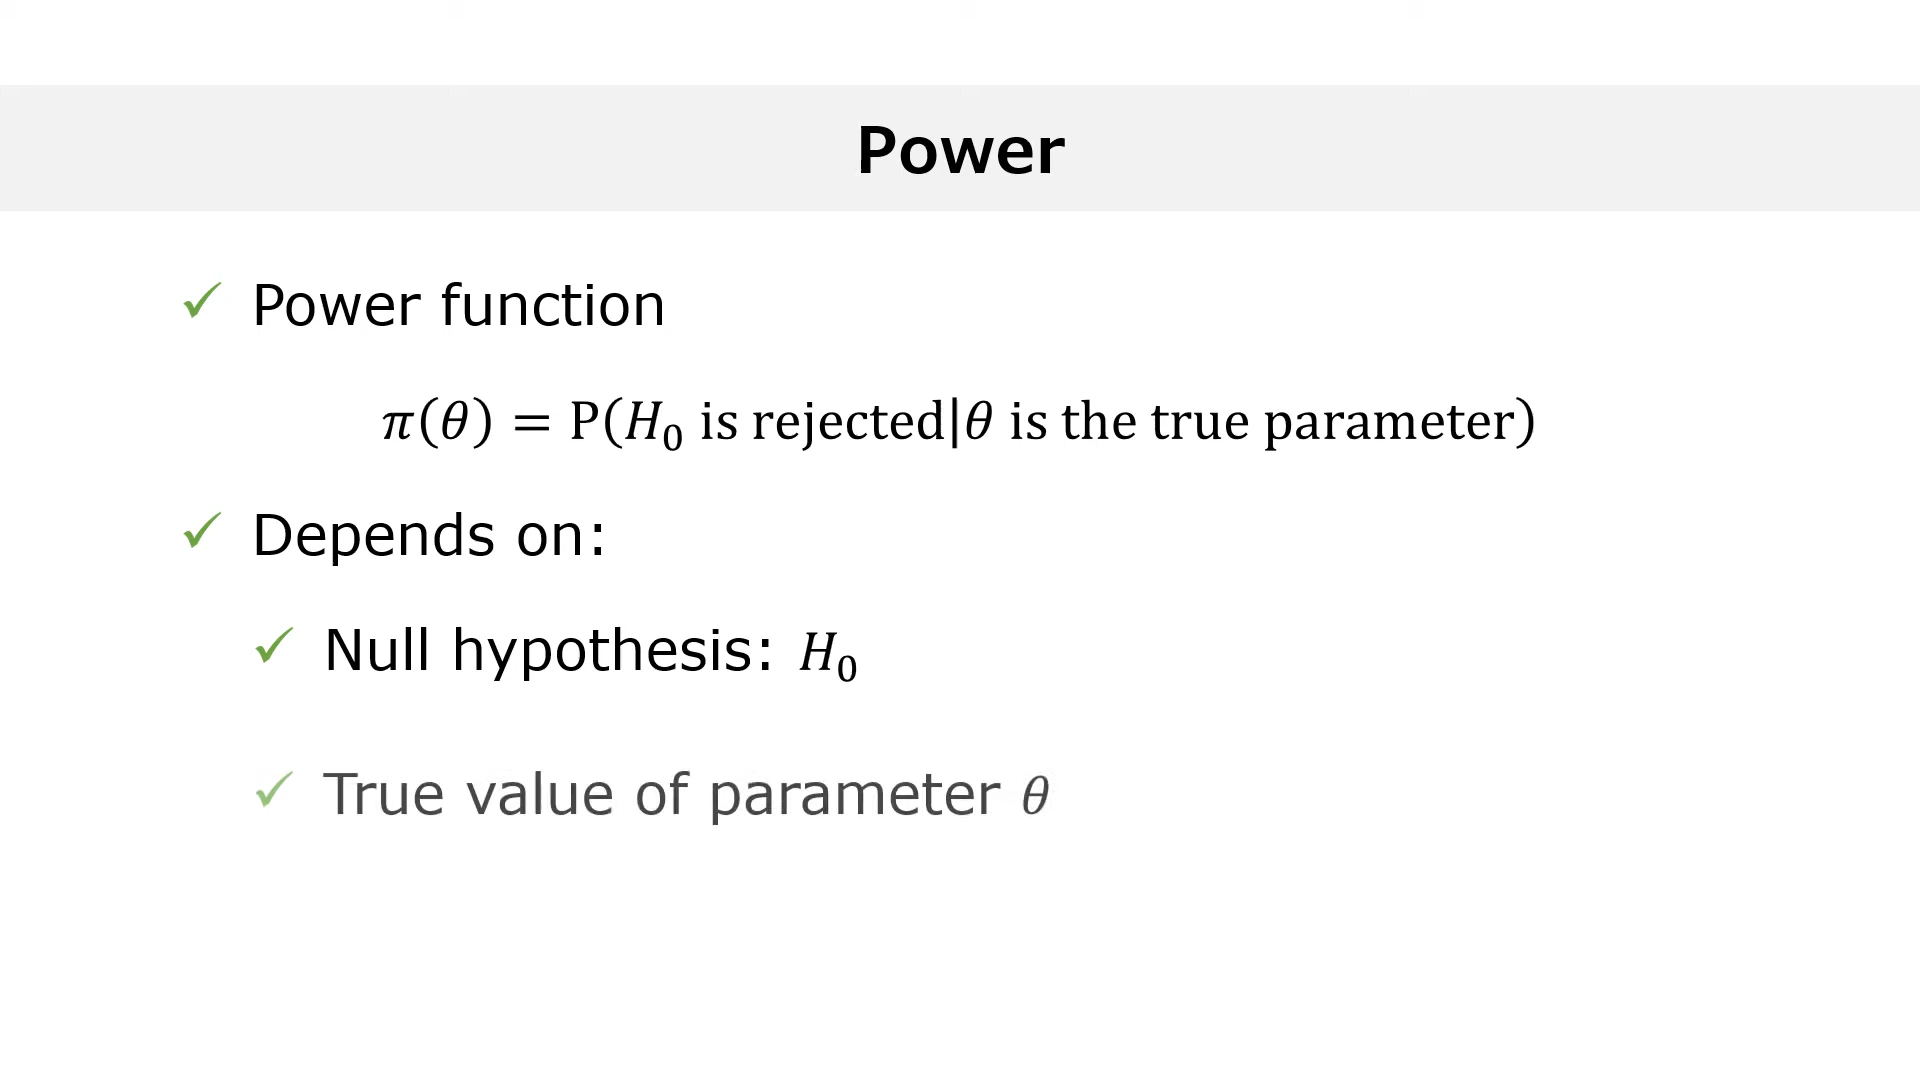 Power
✓ Power function
π(θ) = P(H₀ is rejected|θ is the true parameter)
✓ Depends on:
✓ Null hypothesis: H₀
✓ True value of parameter θ